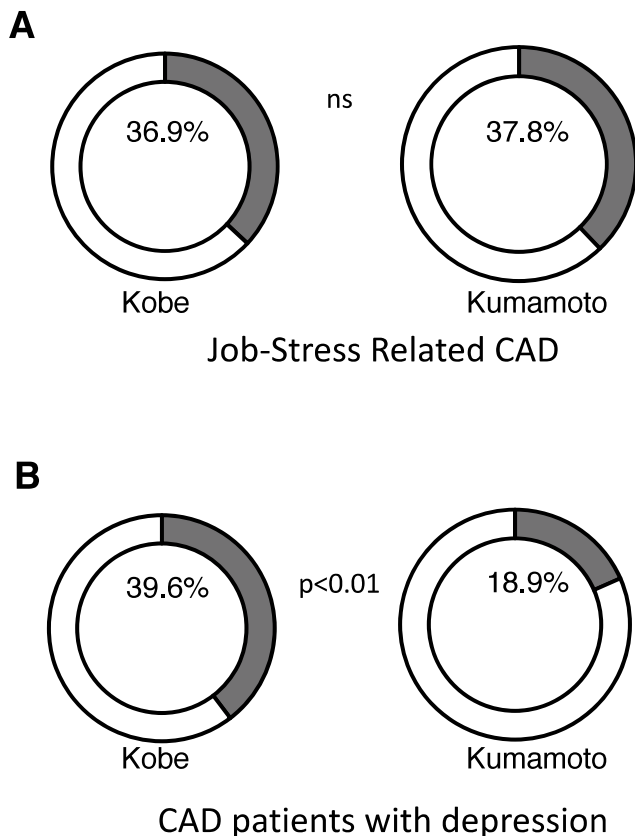 A
36.9%
ns
37.8%
Kobe
Kumamoto
Job-Stress Related CAD
B
39.6%
p<0.01
18.9%
Kobe
Kumamoto
CAD patients with depression